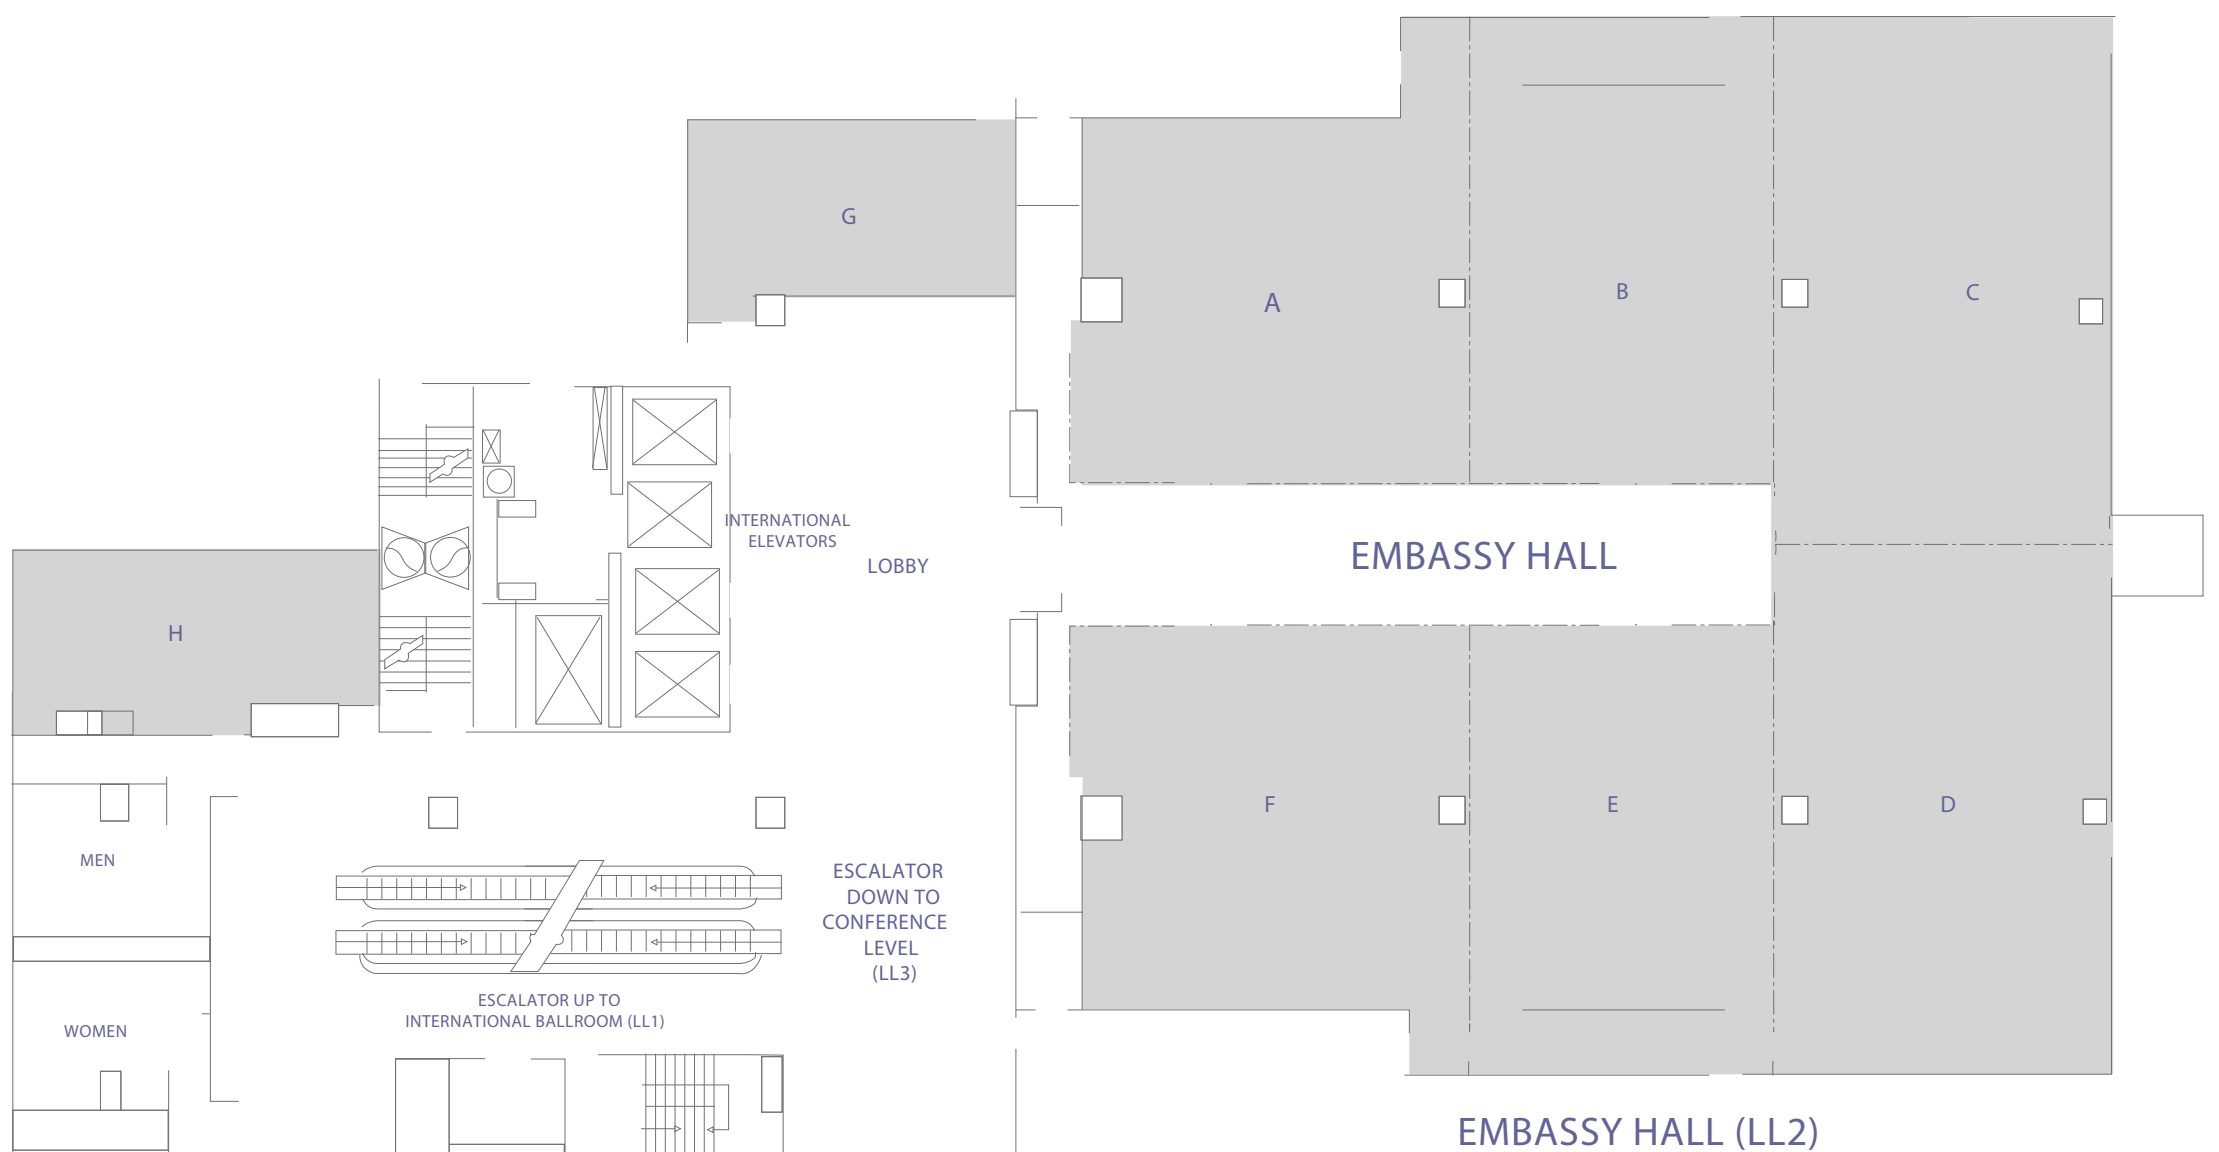 G
A
B
C
INTERNATIONAL
ELEVATORS
LOBBY
EMBASSY HALL
H
F
E
D
MEN
ESCALATOR
DOWN TO
CONFERENCE
LEVEL
(LL3)
ESCALATOR UP TO
INTERNATIONAL BALLROOM (LL1)
WOMEN
EMBASSY HALL (LL2)